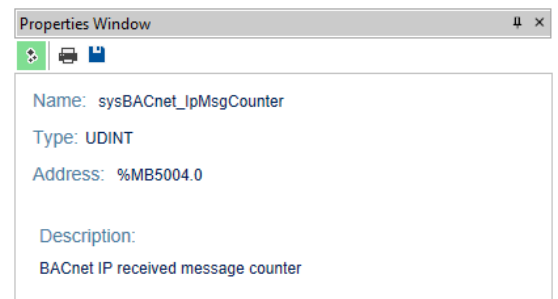 Properties Window
Name: sysBACnet_IpMsgCounter
Type: UDINT
Address: %MB5004.0
Description:
BACnet IP received message counter